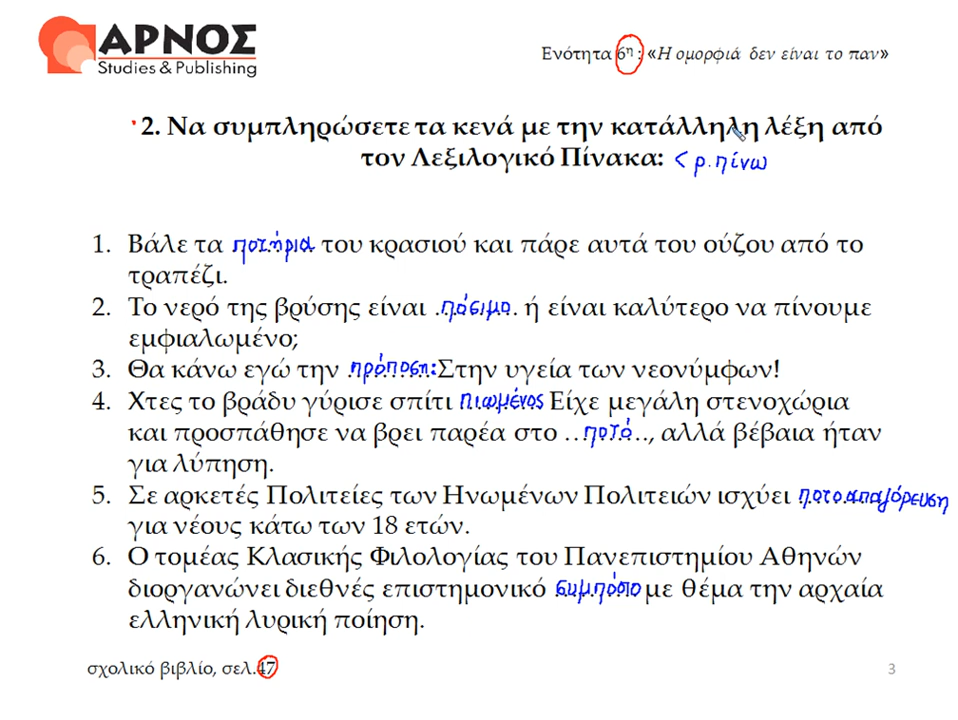 ΑΡΝΟΣ
Studies & Publishing
Ενότητα 6η: «Η ομορφιά δεν είναι το παν»
2. Να συμπληρώσετε τα κενά με την κατάλληλη λέξη από
τον Λεξιλογικό Πίνακα: < ρ. πίνω
1. Βάλε τα ποτήρια του κρασιού και πάρε αυτά του ούζου από το
τραπέζι.
2. Το νερό της βρύσης είναι πόσιμο ή είναι καλύτερο να πίνουμε
εμφιαλωμένο;
3. Θα κάνω εγώ την πρόποση: Στην υγεία των νεονύμφων!
4. Χτες το βράδυ γύρισε σπίτι πιωμένος Είχε μεγάλη στενοχώρια
και προσπάθησε να βρει παρέα στο …ποτό.., αλλά βέβαια ήταν
για λύπηση.
5. Σε αρκετές Πολιτείες των Ηνωμένων Πολιτειών ισχύει ποτοαπαγόρευση
για νέους κάτω των 18 ετών.
6. Ο τομέας Κλασικής Φιλολογίας του Πανεπιστημίου Αθηνών
διοργανώνει διεθνές επιστημονικό συμπόσιο με θέμα την αρχαία
ελληνική λυρική ποίηση.
σχολικό βιβλίο, σελ.47
3